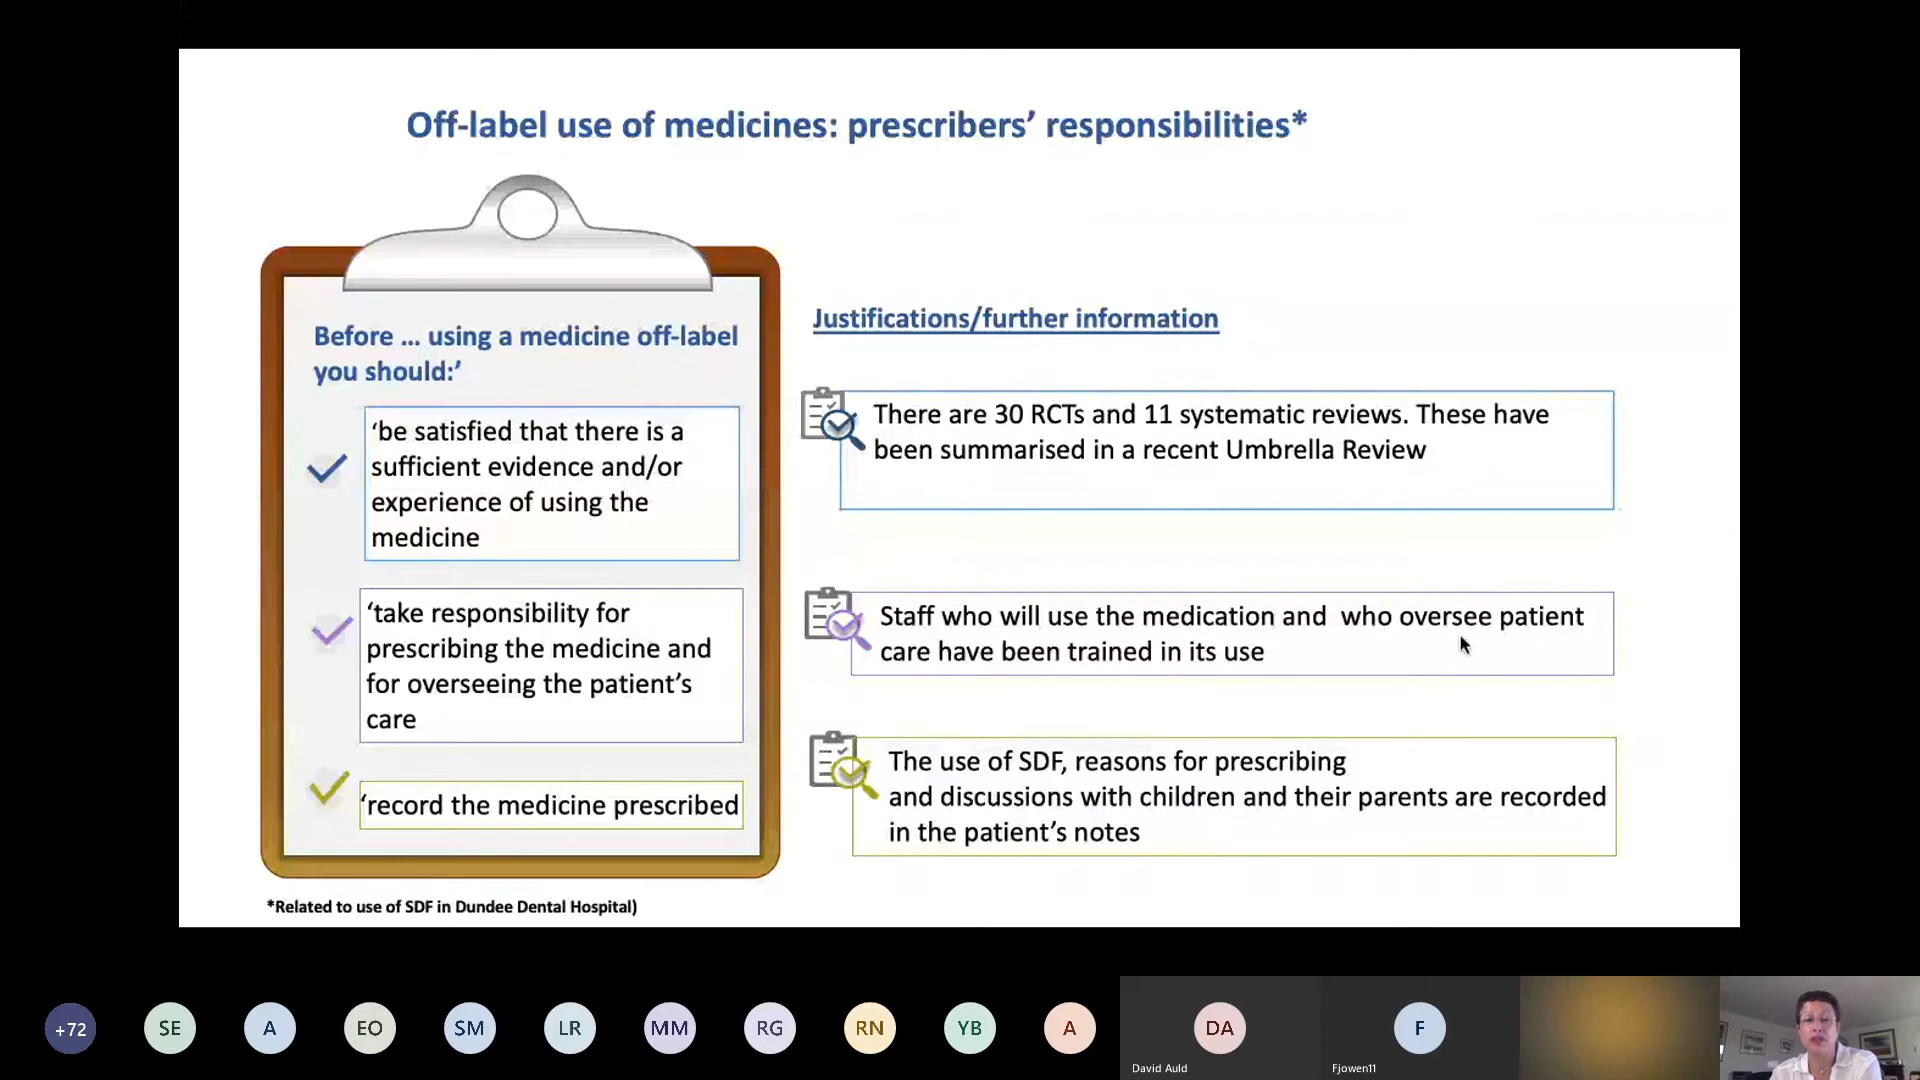 Off-label use of medicines: prescribers’ responsibilities*
Before ... using a medicine off-label
you should:’
‘be satisfied that there is a
sufficient evidence and/or
experience of using the
medicine
‘take responsibility for
prescribing the medicine and
for overseeing the patient’s
care
‘record the medicine prescribed
Justifications/further information
There are 30 RCTs and 11 systematic reviews. These have
been summarised in a recent Umbrella Review
Staff who will use the medication and who oversee patient
care have been trained in its use
The use of SDF, reasons for prescribing
and discussions with children and their parents are recorded
in the patient’s notes
*Related to use of SDF in Dundee Dental Hospital)
+72 SE A EO SM LR MM RG RN YB A DA F
David Auld Fjowen11